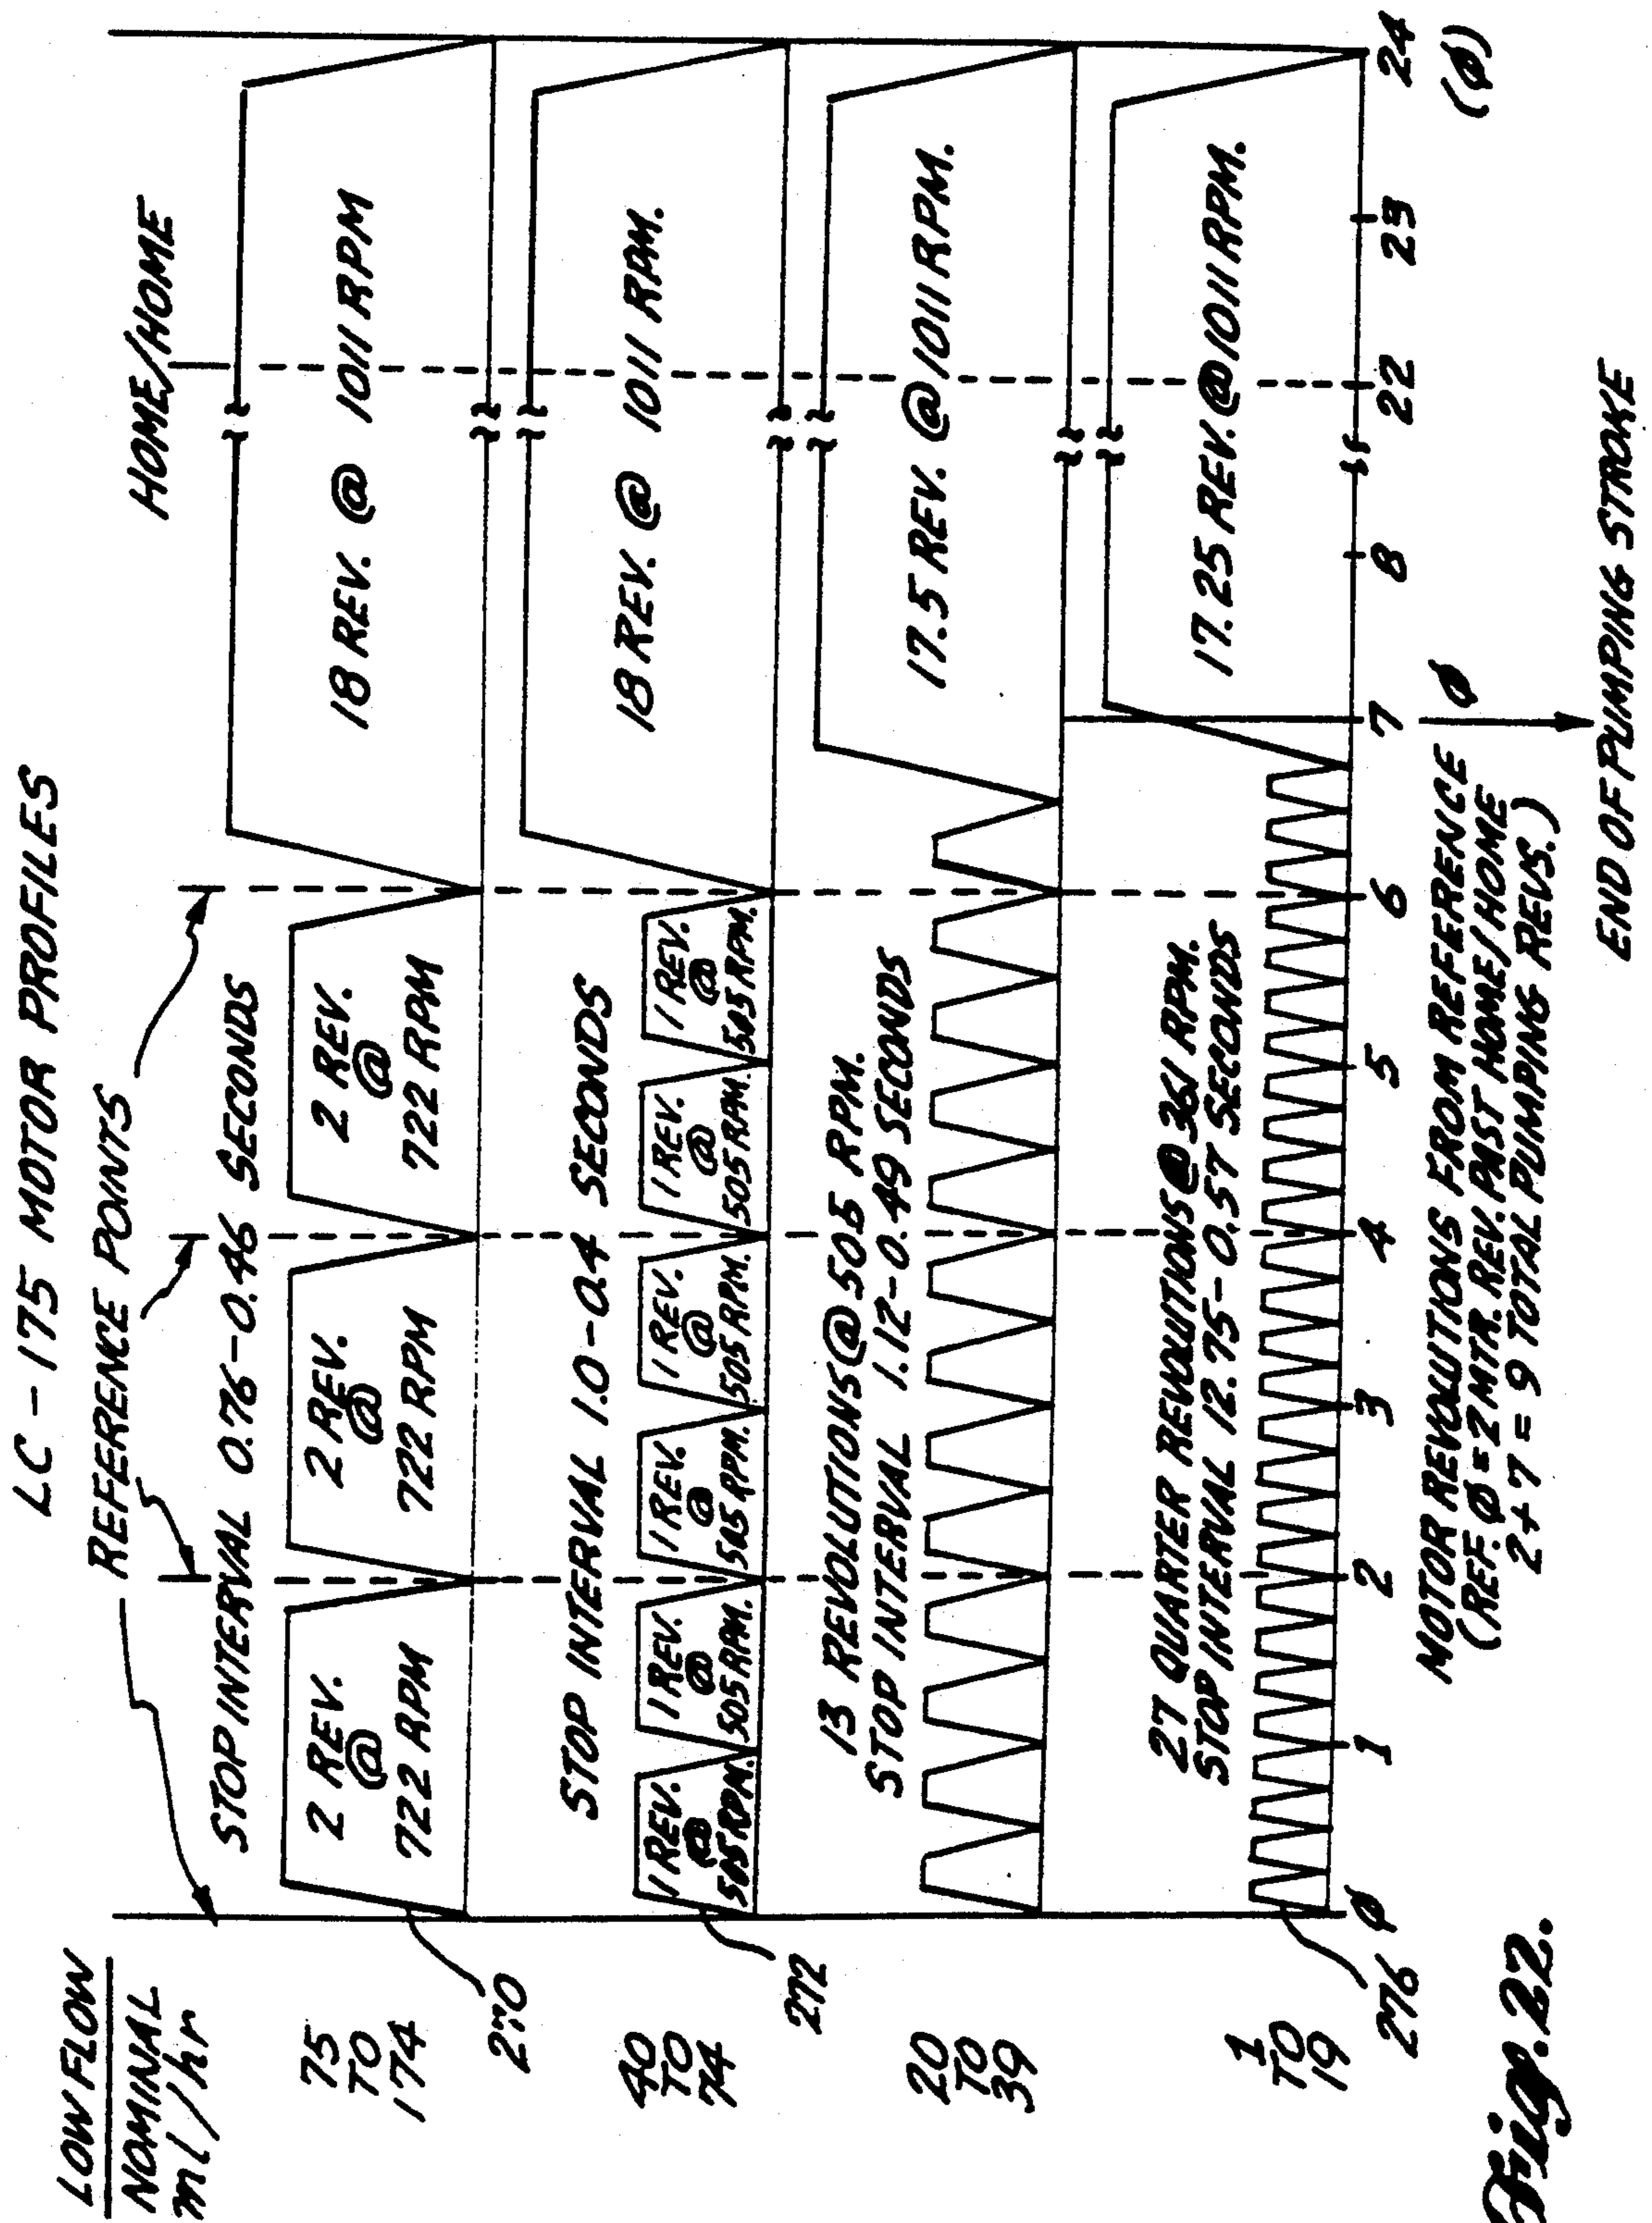 LC-175 MOTOR PROFILES
REFERENCE POINTS
HOME/HOME
LOW FLOW
NOMINAL
ml/hr
STOP INTERVAL 0.76-0.46 SECONDS
75
TO
174
2 REV.
@
722 RPM
2 REV.
@
722 RPM
2 REV.
@
722 RPM
18 REV. @ 1011 RPM
270
STOP INTERVAL 1.0-0.4 SECONDS
40
TO
74
1 REV.
@
505 RPM.
1 REV.
@
505 RPM.
1 REV.
@
505 RPM.
1 REV.
@
505 RPM.
1 REV.
@
505 RPM.
1 REV.
@
505 RPM.
18 REV. @ 1011 RPM.
272
13 REVOLUTIONS @ 505 RPM.
STOP INTERVAL 1.12-0.49 SECONDS
20
TO
39
17.5 REV. @ 1011 RPM.
27 QUARTER REVOLUTIONS @ 361 RPM.
STOP INTERVAL 12.75-0.57 SECONDS
1
TO
19
17.25 REV. @ 1011 RPM.
276
Ø 1 2 3 4 5 6 7 8 22 23 24
(Ø)
MOTOR REVOLUTIONS FROM REFERENCE Ø
(REF. Ø = 2 MTR. REV. PAST HOME/HOME
2+7 = 9 TOTAL PUMPING REVS.)
END OF PUMPING STROKE
Fig. 22.